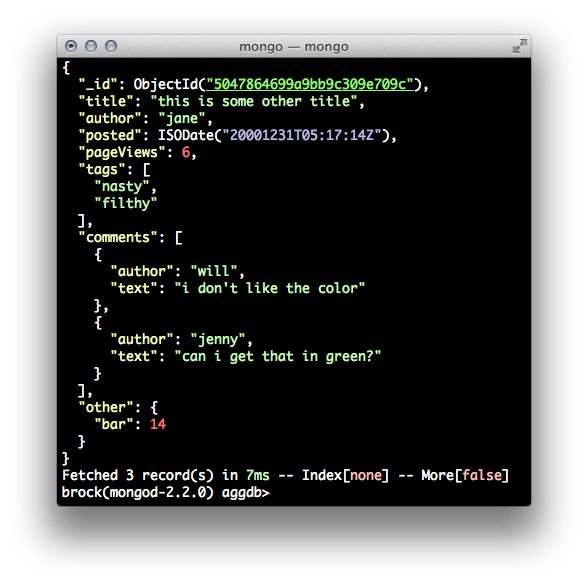 mongo — mongo
{
  "_id": ObjectId("5047864699a9bb9c309e709c"),
  "title": "this is some other title",
  "author": "jane",
  "posted": ISODate("20001231T05:17:14Z"),
  "pageViews": 6,
  "tags": [
    "nasty",
    "filthy"
  ],
  "comments": [
    {
      "author": "will",
      "text": "i don't like the color"
    },
    {
      "author": "jenny",
      "text": "can i get that in green?"
    }
  ],
  "other": {
    "bar": 14
  }
}
Fetched 3 record(s) in 7ms -- Index[none] -- More[false]
brock(mongod-2.2.0) aggdb>